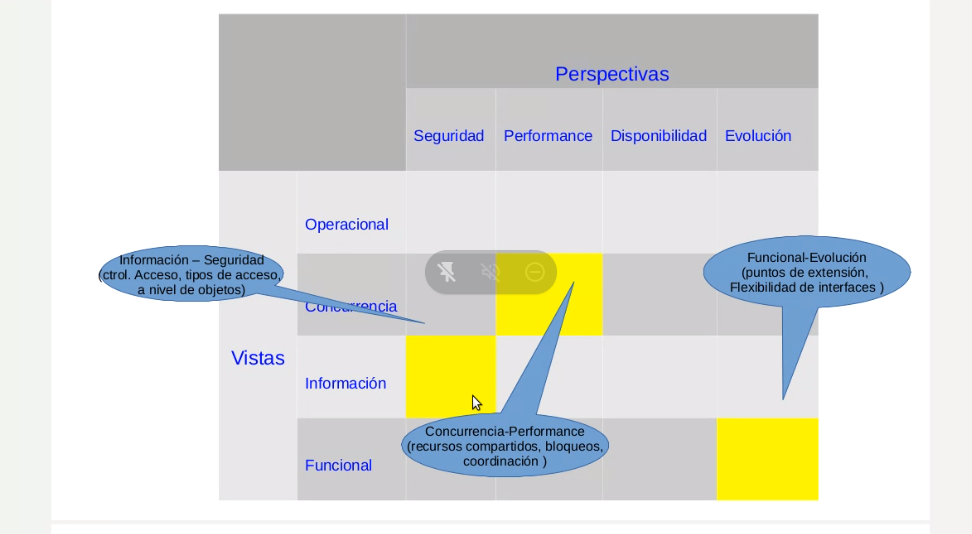 Perspectivas
Seguridad
Performance
Disponibilidad
Evolución
Operacional
Información – Seguridad
(ctrl. Acceso, tipos de acceso,
a nivel de objetos)
Funcional-Evolución
(puntos de extensión,
Flexibilidad de interfaces )
Concurrencia
Vistas
Información
Concurrencia-Performance
(recursos compartidos, bloqueos,
coordinación )
Funcional